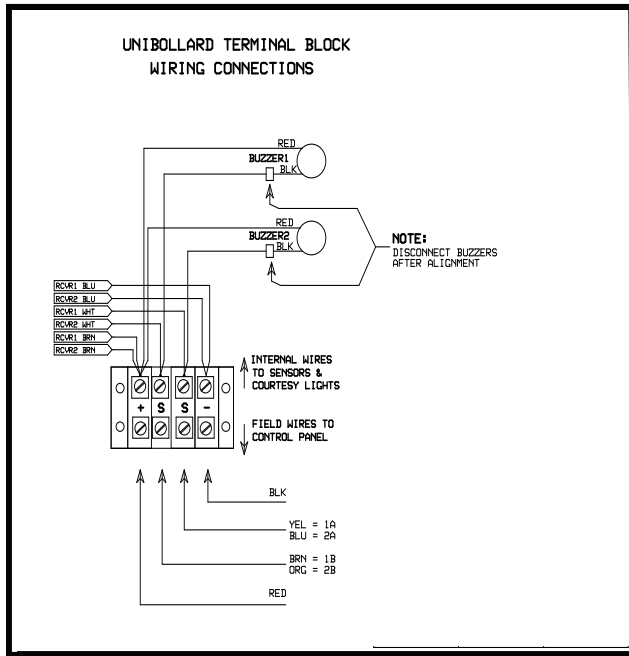 UNIBOLLARD TERMINAL BLOCK
WIRING CONNECTIONS
RED
BUZZER1
BLK
RED
BUZZER2
BLK
NOTE:
DISCONNECT BUZZERS
AFTER ALIGNMENT
RCVR1 BLU
RCVR2 BLU
RCVR1 WHT
RCVR2 WHT
RCVR1 BRN
RCVR2 BRN
INTERNAL WIRES
TO SENSORS &
COURTESY LIGHTS
+ S S -
FIELD WIRES TO
CONTROL PANEL
BLK
YEL = 1A
BLU = 2A
BRN = 1B
ORG = 2B
RED